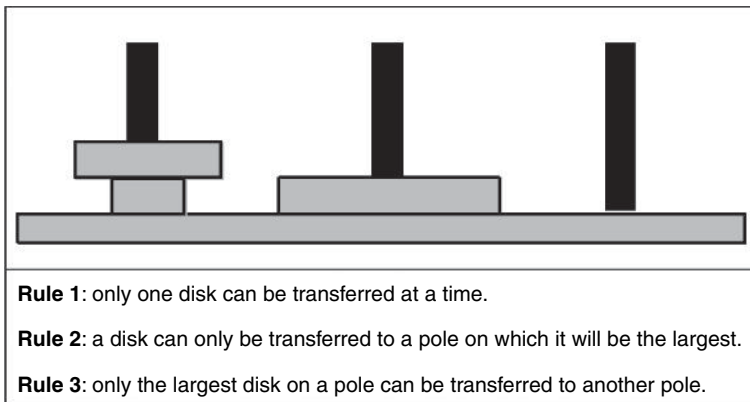 Rule 1: only one disk can be transferred at a time.
Rule 2: a disk can only be transferred to a pole on which it will be the largest.
Rule 3: only the largest disk on a pole can be transferred to another pole.